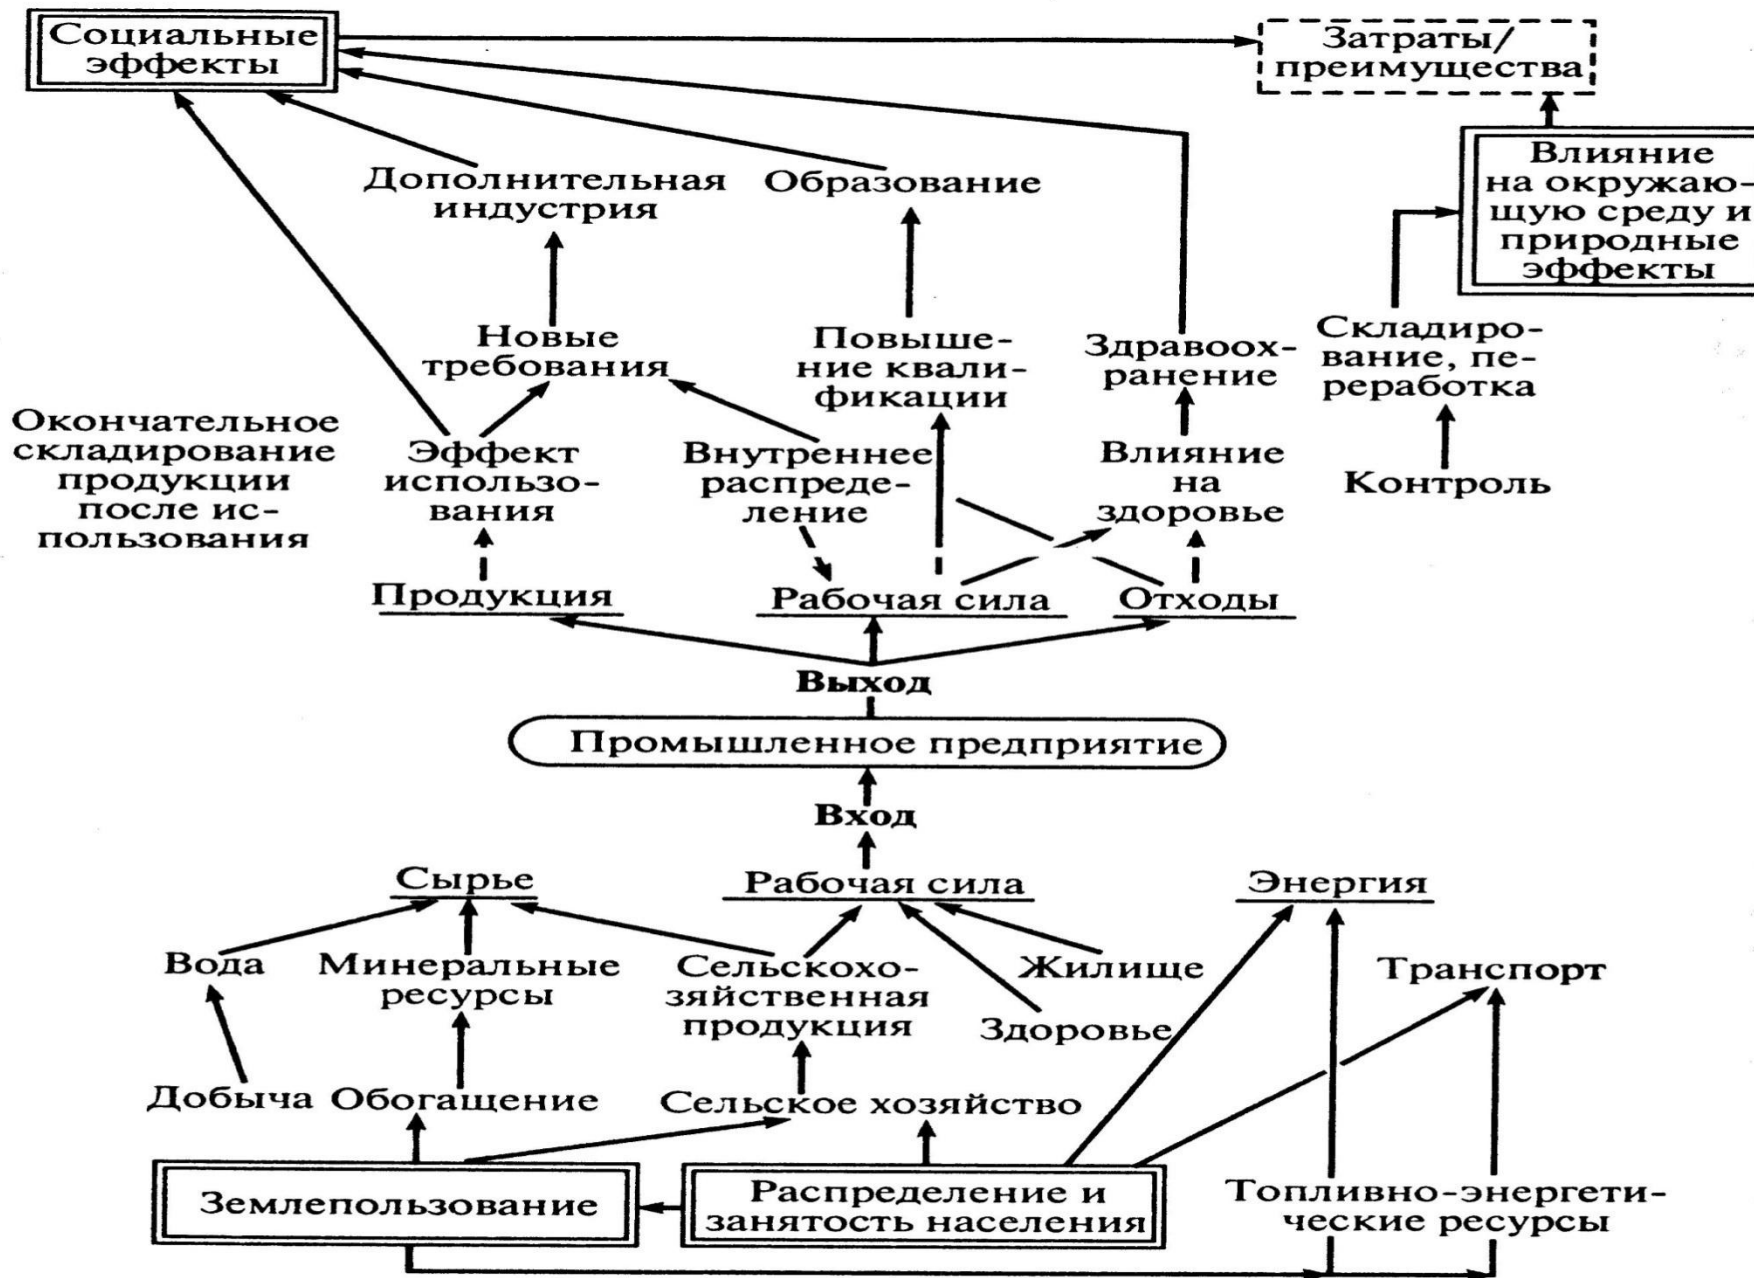 Социальные
эффекты
Затраты/
преимущества
Влияние
на окружаю-
щую среду и
природные
эффекты
Дополнительная
индустрия
Образование
Новые
требования
Повыше-
ние квали-
фикации
Здравоох-
ранение
Складиро-
вание, пе-
реработка
Окончательное
складирование
продукции
после ис-
пользования
Эффект
использо-
вания
Внутреннее
распреде-
ление
Влияние
на
здоровье
Контроль
Продукция
Рабочая сила
Отходы
Выход
Промышленное предприятие
Вход
Сырье
Рабочая сила
Энергия
Вода
Минеральные
ресурсы
Сельскохо-
зяйственная
продукция
Жилище
Здоровье
Транспорт
Добыча
Обогащение
Сельское хозяйство
Землепользование
Распределение и
занятость населения
Топливно-энергети-
ческие ресурсы